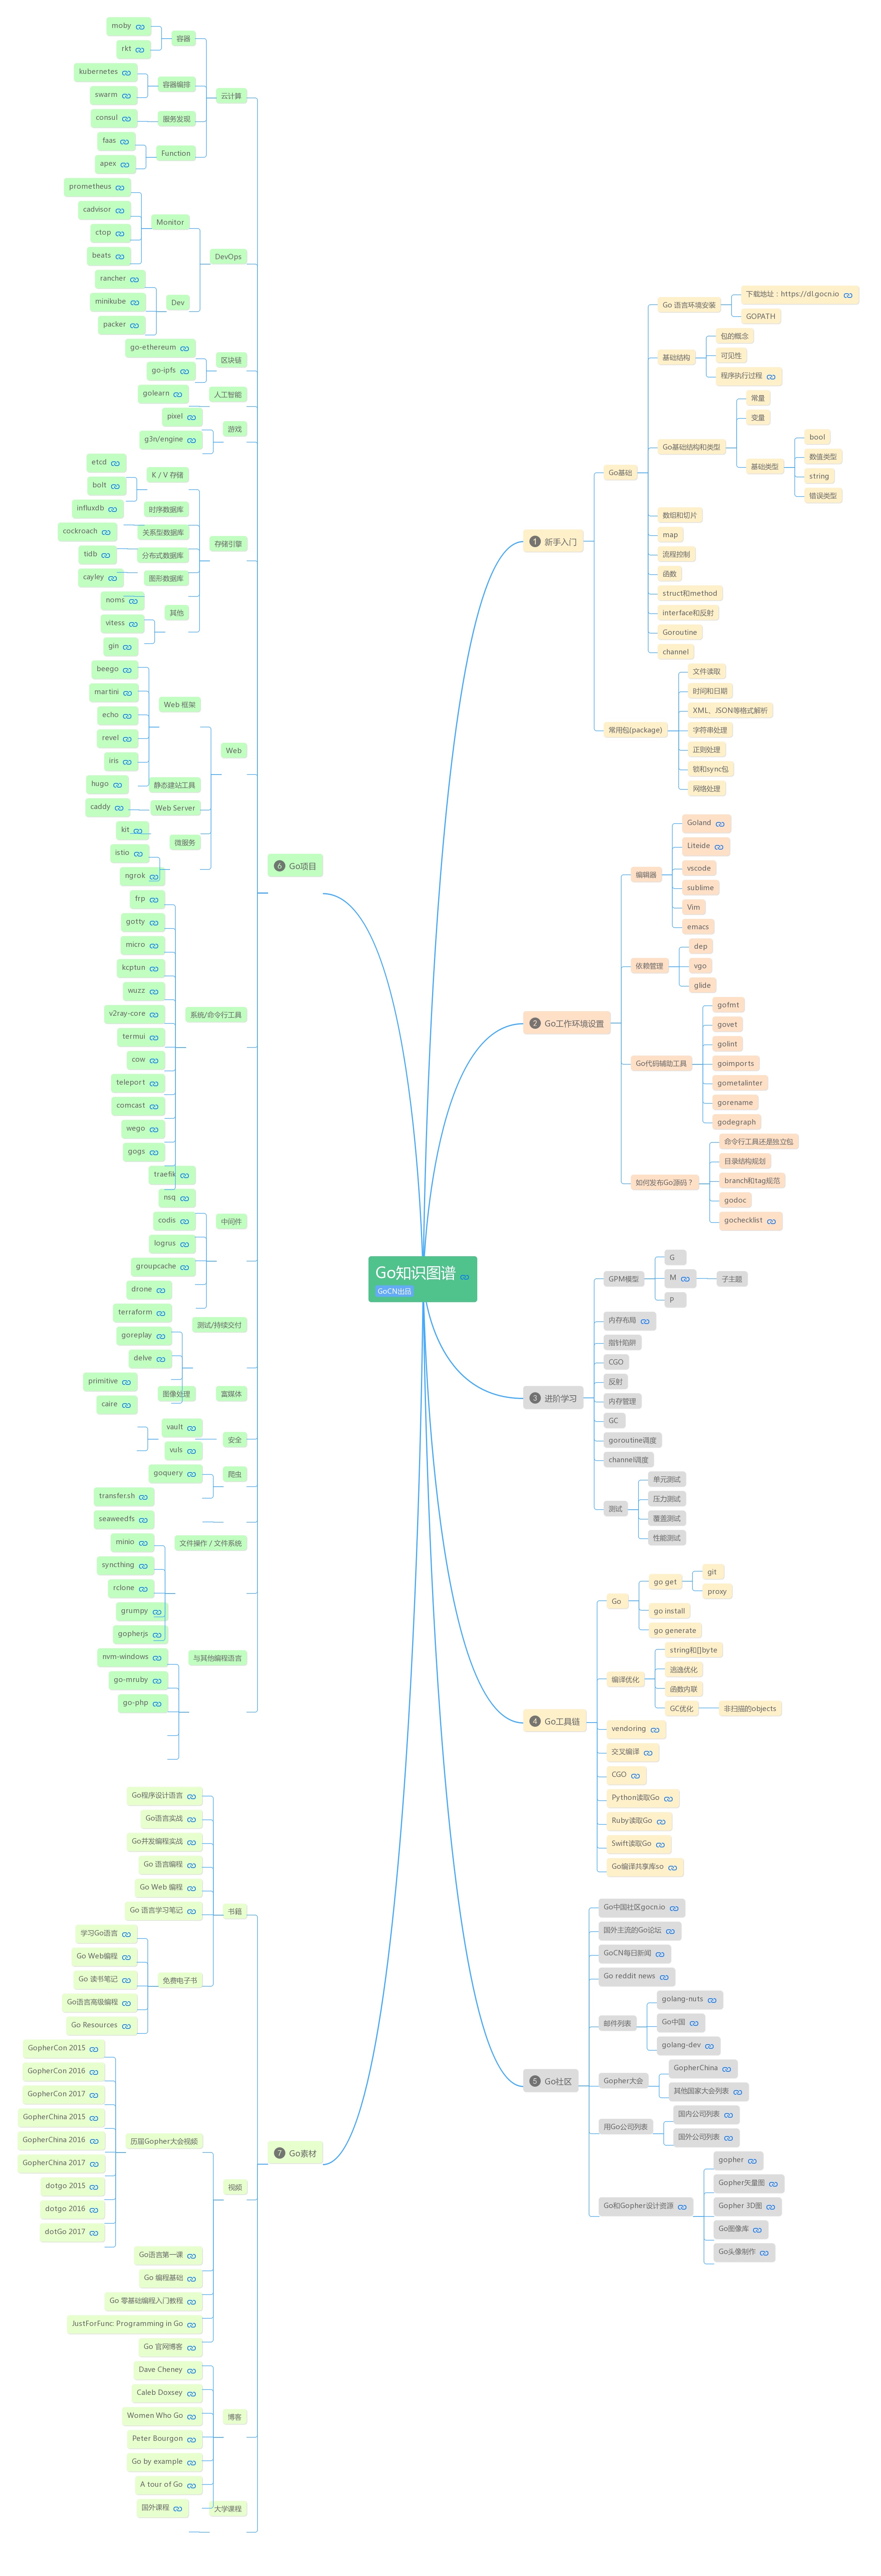 Go知识图谱
GoCN出品
1 新手入门
Go基础
Go 语言环境安装
下载地址：https://dl.gocn.io
GOPATH
基础结构
包的概念
可见性
程序执行过程
Go基础结构和类型
常量
变量
基础类型
bool
数值类型
string
错误类型
数组和切片
map
流程控制
函数
struct和method
interface和反射
Goroutine
channel
常用包(package)
文件读取
时间和日期
XML、JSON等格式解析
字符串处理
正则处理
锁和sync包
网络处理
2 Go工作环境设置
编辑器
Goland
Liteide
vscode
sublime
Vim
emacs
依赖管理
dep
vgo
glide
Go代码辅助工具
gofmt
govet
golint
goimports
gometalinter
gorename
godegraph
如何发布Go源码？
命令行工具还是独立包
目录结构规划
branch和tag规范
godoc
gochecklist
3 进阶学习
GPM模型
G
M
子主题
P
内存布局
指针陷阱
CGO
反射
内存管理
GC
goroutine调度
channel调度
测试
单元测试
压力测试
覆盖测试
性能测试
4 Go工具链
Go
go get
git
proxy
go install
go generate
编译优化
string和[]byte
逃逸优化
函数内联
GC优化
非扫描的objects
vendoring
交叉编译
CGO
Python读取Go
Ruby读取Go
Swift读取Go
Go编译共享库so
5 Go社区
Go中国社区gocn.io
国外主流的Go论坛
GoCN每日新闻
Go reddit news
邮件列表
golang-nuts
Go中国
golang-dev
Gopher大会
GopherChina
其他国家大会列表
用Go公司列表
国内公司列表
国外公司列表
Go和Gopher设计资源
gopher
Gopher矢量图
Gopher 3D图
Go图像库
Go头像制作
6 Go项目
云计算
容器
moby
rkt
容器编排
kubernetes
swarm
服务发现
consul
Function
faas
apex
DevOps
Monitor
prometheus
cadvisor
ctop
beats
Dev
rancher
minikube
packer
区块链
go-ethereum
go-ipfs
人工智能
golearn
游戏
pixel
g3n/engine
存储引擎
K / V 存储
etcd
bolt
时序数据库
influxdb
关系型数据库
cockroach
分布式数据库
tidb
图形数据库
cayley
其他
noms
vitess
gin
Web
Web 框架
beego
martini
echo
revel
iris
静态建站工具
hugo
Web Server
caddy
微服务
kit
istio
ngrok
系统/命令行工具
frp
gotty
micro
kcptun
wuzz
v2ray-core
termui
cow
teleport
comcast
wego
gogs
traefik
nsq
中间件
codis
logrus
groupcache
drone
测试/持续交付
terraform
goreplay
delve
富媒体
图像处理
primitive
caire
安全
vault
vuls
爬虫
goquery
transfer.sh
seaweedfs
文件操作 / 文件系统
minio
syncthing
rclone
grumpy
gopherjs
与其他编程语言
nvm-windows
go-mruby
go-php
7 Go素材
书籍
Go程序设计语言
Go语言实战
Go并发编程实战
Go 语言编程
Go Web 编程
Go 语言学习笔记
免费电子书
学习Go语言
Go Web编程
Go 读书笔记
Go语言高级编程
Go Resources
视频
历届Gopher大会视频
GopherCon 2015
GopherCon 2016
GopherCon 2017
GopherChina 2015
GopherChina 2016
GopherChina 2017
dotgo 2015
dotgo 2016
dotGo 2017
Go语言第一课
Go 编程基础
Go 零基础编程入门教程
JustForFunc: Programming in Go
Go 官网博客
博客
Dave Cheney
Caleb Doxsey
Women Who Go
Peter Bourgon
Go by example
A tour of Go
大学课程
国外课程